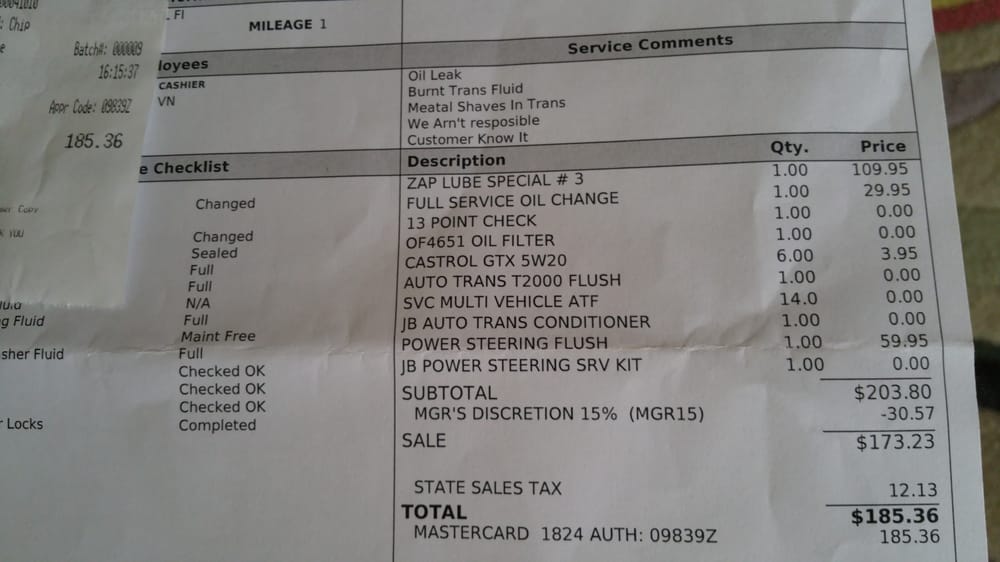 : Chip
Batch#: 000009
16:15:37
Appr Code: 09839Z
185.36
Copy
FI
MILEAGE 1
loyees
CASHIER
VN
Service Comments
Oil Leak
Burnt Trans Fluid
Meatal Shaves In Trans
We Arn't resposible
Customer Know It
e Checklist
Changed
Changed
Sealed
Full
Full
N/A
g Fluid Full
Maint Free
sher Fluid Full
Checked OK
Checked OK
Checked OK
r Locks Completed
Description Qty. Price
ZAP LUBE SPECIAL # 3 1.00 109.95
FULL SERVICE OIL CHANGE 1.00 29.95
13 POINT CHECK 1.00 0.00
OF4651 OIL FILTER 1.00 0.00
CASTROL GTX 5W20 6.00 3.95
AUTO TRANS T2000 FLUSH 1.00 0.00
SVC MULTI VEHICLE ATF 14.0 0.00
JB AUTO TRANS CONDITIONER 1.00 0.00
POWER STEERING FLUSH 1.00 59.95
JB POWER STEERING SRV KIT 1.00 0.00
SUBTOTAL $203.80
MGR'S DISCRETION 15% (MGR15) -30.57
SALE $173.23
STATE SALES TAX 12.13
TOTAL $185.36
MASTERCARD 1824 AUTH: 09839Z 185.36